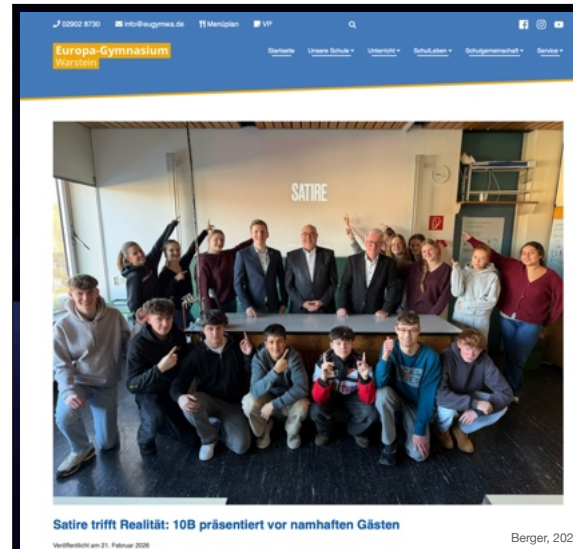 02902 8730 info@eugymwa.de Menüplan VP
Europa-Gymnasium
Warstein
Startseite Unsere Schule Unterricht SchulLeben Schulgemeinschaft Service
SATIRE
Satire trifft Realität: 10B präsentiert vor namhaften Gästen
Veröffentlicht am 21. Februar 2026
Berger, 202